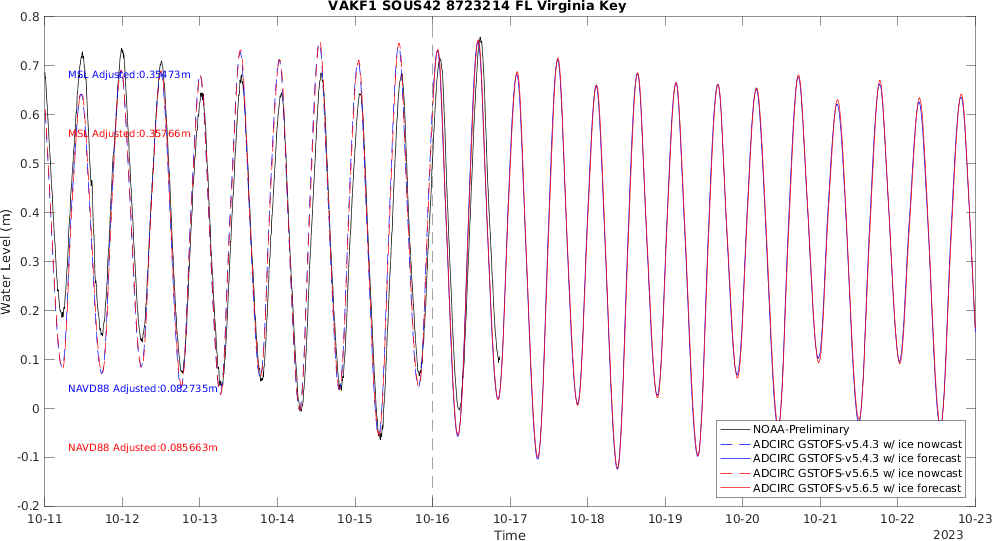 VAKF1 SOUS42 8723214 FL Virginia Key
Water Level (m)
0.8
0.7
0.6
0.5
0.4
0.3
0.2
0.1
0
-0.1
-0.2
MSL Adjusted:0.35473m
MSL Adjusted:0.35766m
NAVD88 Adjusted:0.082735m
NAVD88 Adjusted:0.085663m
NOAA-Preliminary
ADCIRC GSTOFS-v5.4.3 w/ ice nowcast
ADCIRC GSTOFS-v5.4.3 w/ ice forecast
ADCIRC GSTOFS-v5.6.5 w/ ice nowcast
ADCIRC GSTOFS-v5.6.5 w/ ice forecast
10-11 10-12 10-13 10-14 10-15 10-16 10-17 10-18 10-19 10-20 10-21 10-22 10-23
Time
2023